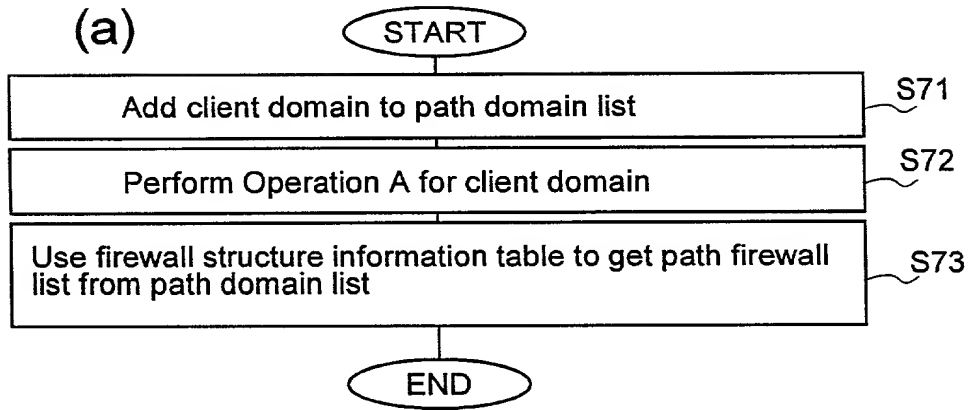 (a)
START
Add client domain to path domain list
S71
Perform Operation A for client domain
S72
Use firewall structure information table to get path firewall
list from path domain list
S73
END